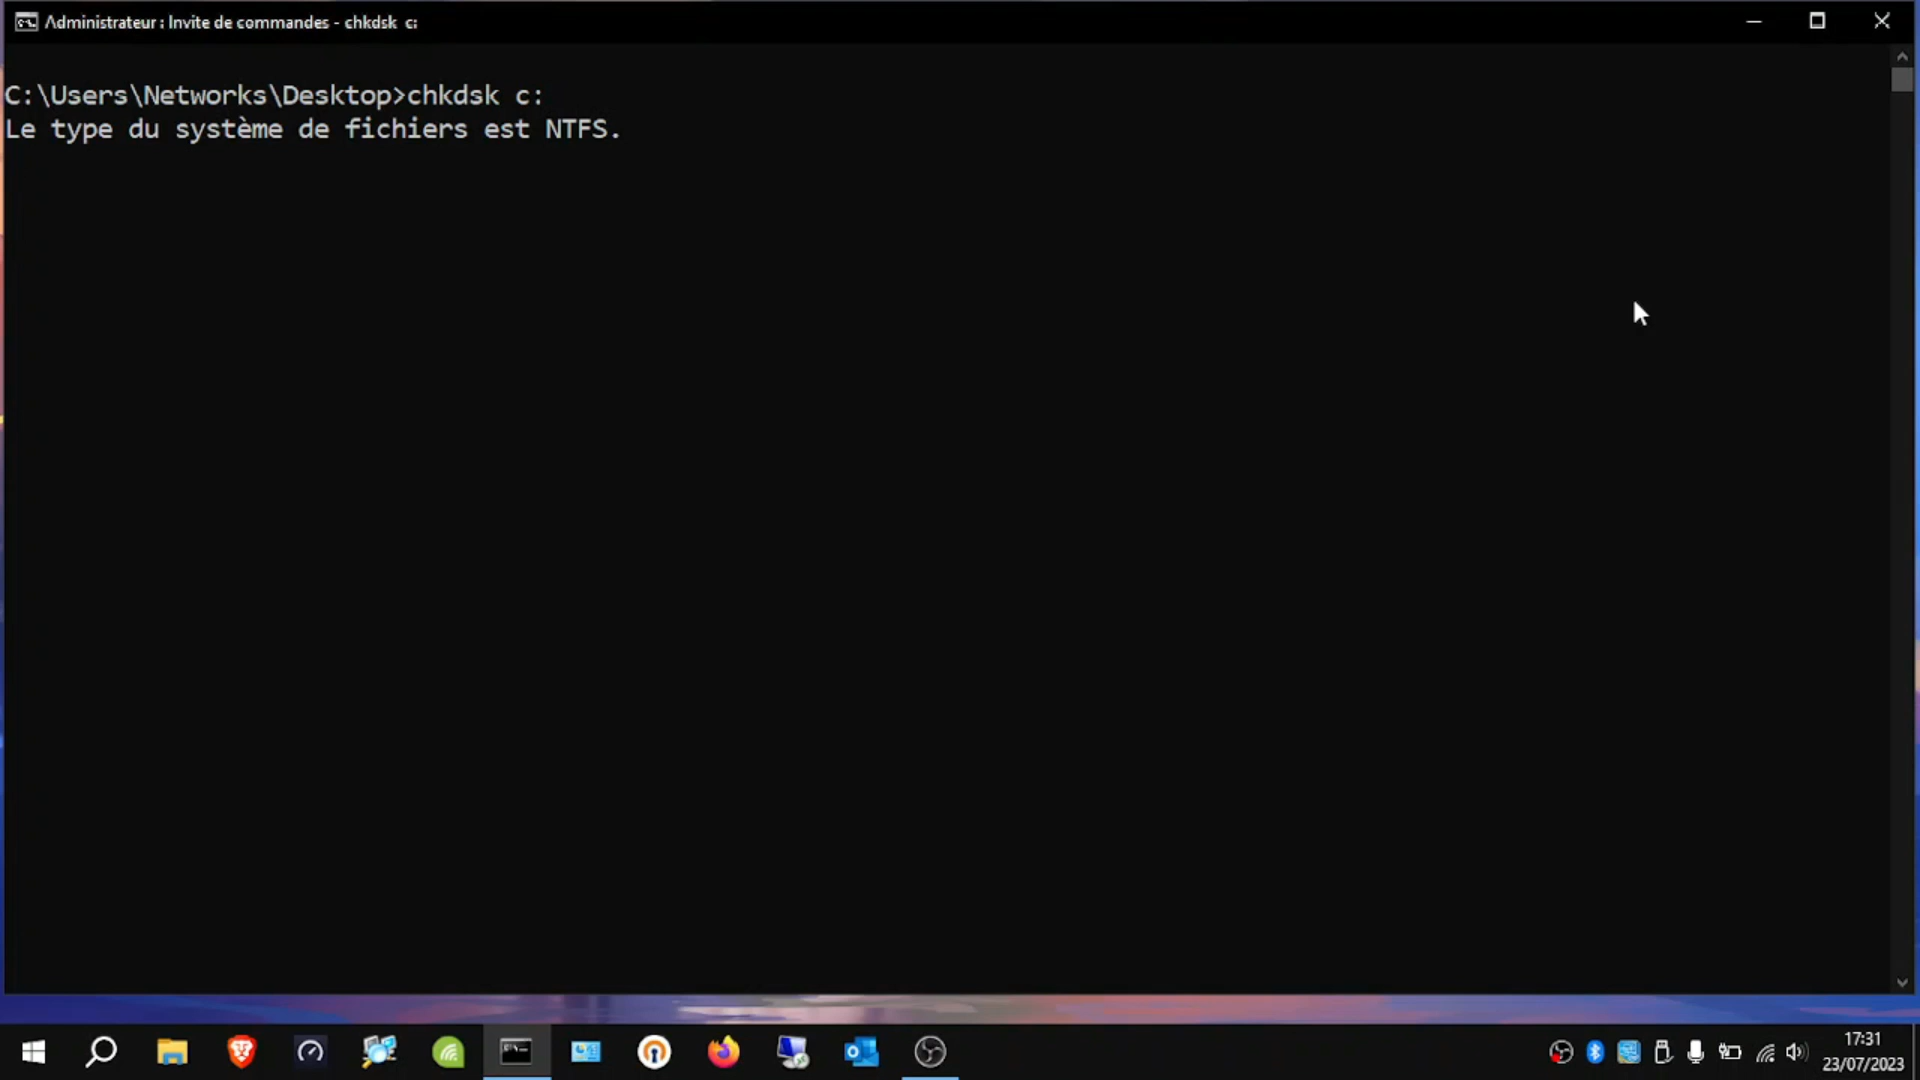 Administrateur : Invite de commandes - chkdsk c:
C:\Users\Networks\Desktop>chkdsk c:
Le type du système de fichiers est NTFS.
17:31
23/07/2023